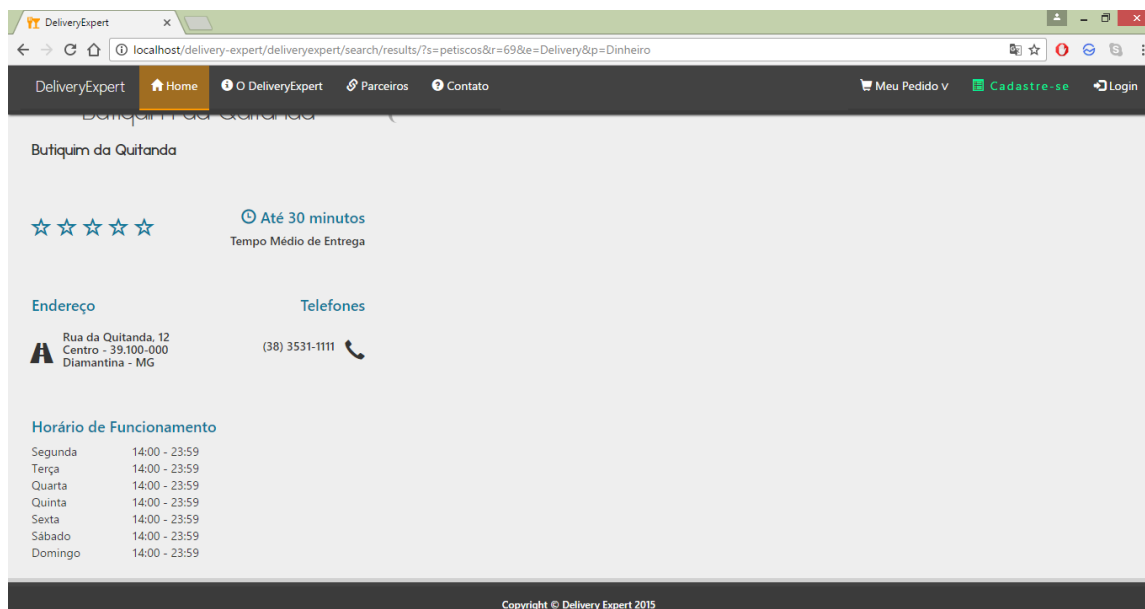 DeliveryExpert
localhost/delivery-expert/deliveryexpert/search/results/?s=petiscos&r=69&e=Delivery&p=Dinheiro
DeliveryExpert Home O DeliveryExpert Parceiros Contato Meu Pedido v Cadastre-se Login
Butiquim da Quitanda
Butiquim da Quitanda
Até 30 minutos
Tempo Médio de Entrega
Endereço Telefones
Rua da Quitanda, 12
Centro - 39.100-000 (38) 3531-1111
Diamantina - MG
Horário de Funcionamento
Segunda 14:00 - 23:59
Terça 14:00 - 23:59
Quarta 14:00 - 23:59
Quinta 14:00 - 23:59
Sexta 14:00 - 23:59
Sábado 14:00 - 23:59
Domingo 14:00 - 23:59
Copyright © Delivery Expert 2015